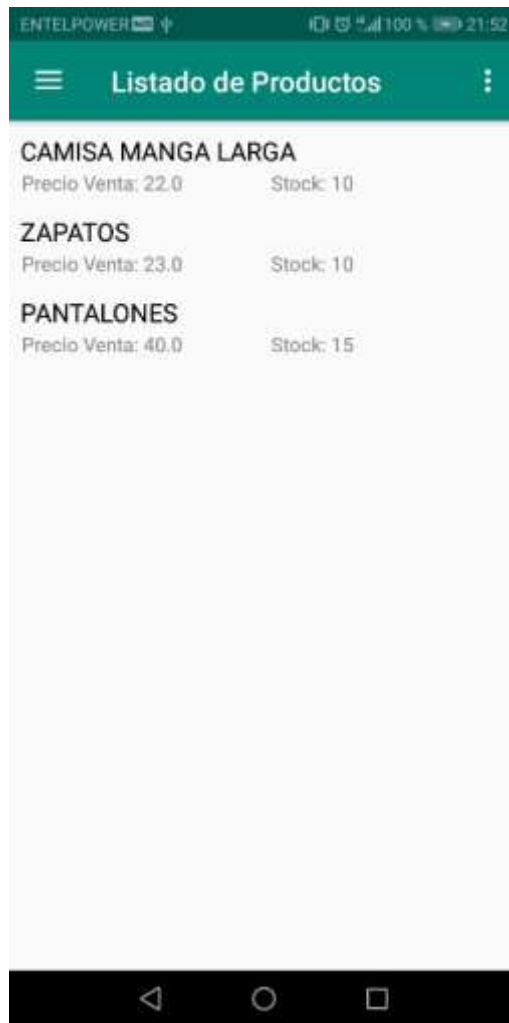 ENTELPOWER 100 % 21:52
Listado de Productos
CAMISA MANGA LARGA
Precio Venta: 22.0 Stock: 10
ZAPATOS
Precio Venta: 23.0 Stock: 10
PANTALONES
Precio Venta: 40.0 Stock: 15